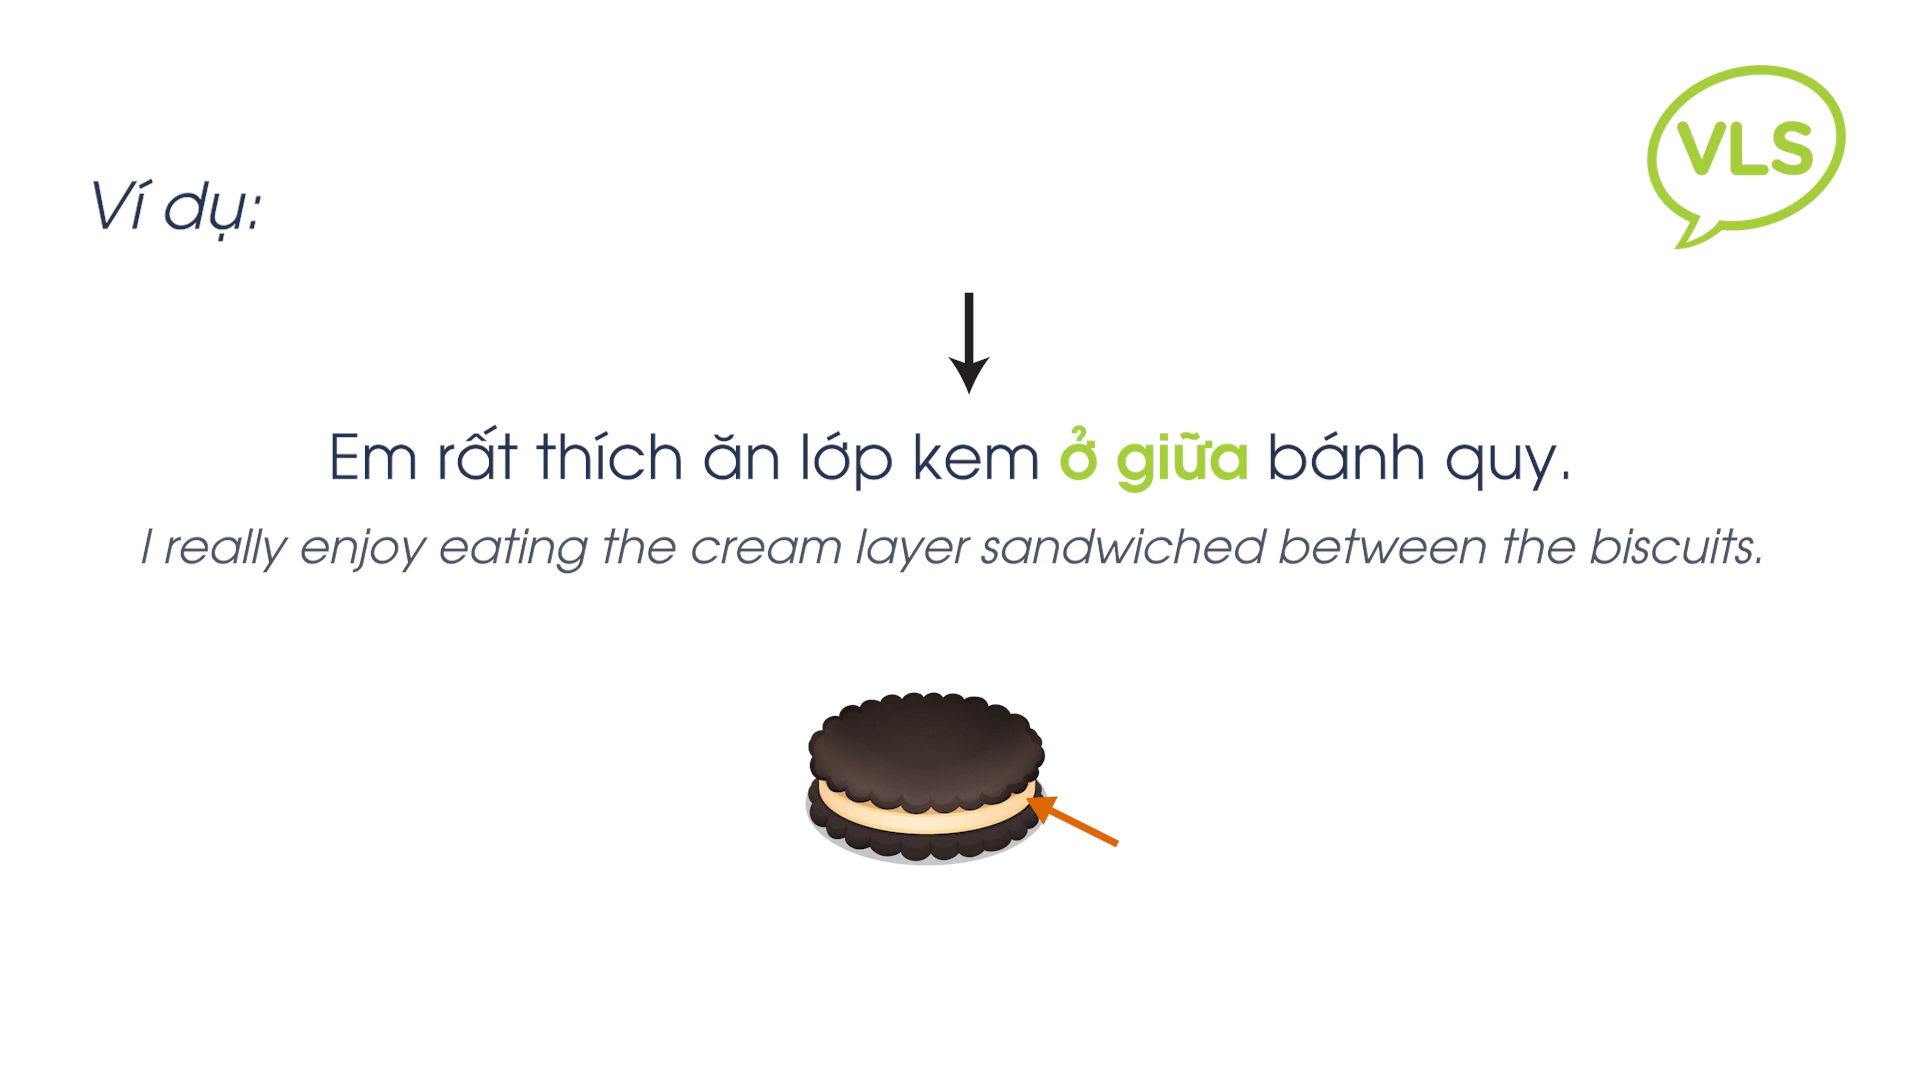 VLS
Ví dụ:
Em rất thích ăn lớp kem ở giữa bánh quy.
I really enjoy eating the cream layer sandwiched between the biscuits.